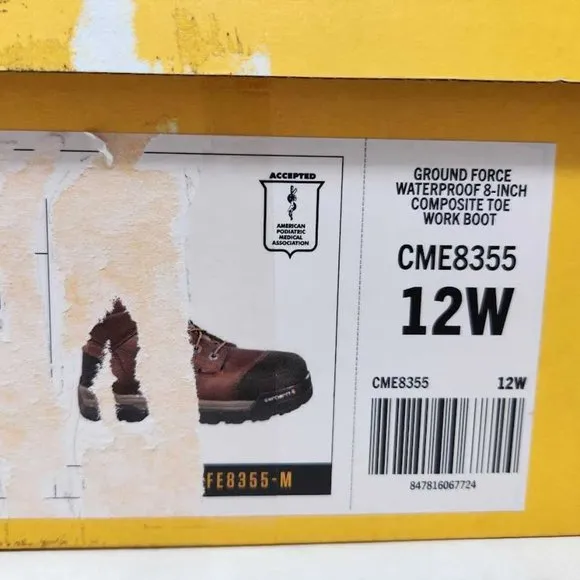 ACCEPTED
AMERICAN
PODIATRIC
MEDICAL
ASSOCIATION
carhartt
FE8355-M
GROUND FORCE
WATERPROOF 8-INCH
COMPOSITE TOE
WORK BOOT
CME8355
12W
CME8355 12W
847816067724